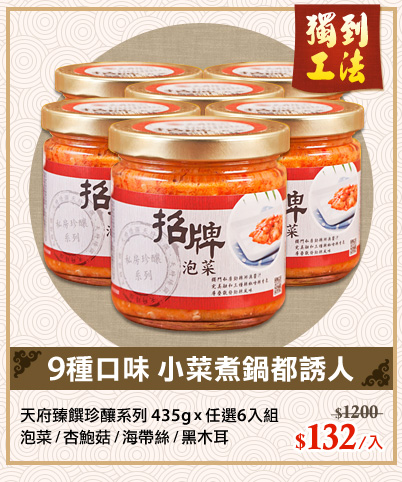 獨到
工法
招牌
泡菜
私房珍釀
系列
9種口味 小菜煮鍋都誘人
天府臻饌珍釀系列 435g x 任選6入組
泡菜 / 杏鮑菇 / 海帶絲 / 黑木耳
$1200
$132/入